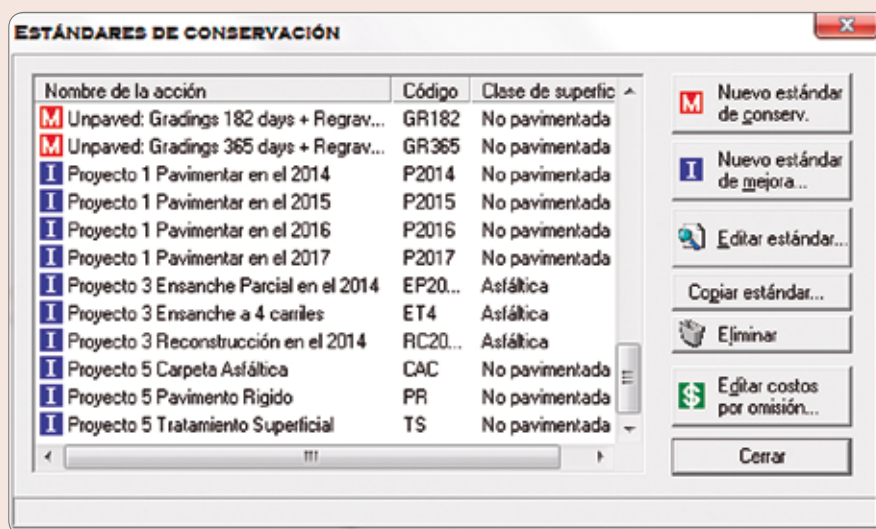 ESTÁNDARES DE CONSERVACIÓN
Nombre de la acción Código Clase de superfic
M Unpaved: Gradings 182 days + Regrav... GR182 No pavimentada
M Unpaved: Gradings 365 days + Regrav... GR365 No pavimentada
I Proyecto 1 Pavimentar en el 2014 P2014 No pavimentada
I Proyecto 1 Pavimentar en el 2015 P2015 No pavimentada
I Proyecto 1 Pavimentar en el 2016 P2016 No pavimentada
I Proyecto 1 Pavimentar en el 2017 P2017 No pavimentada
I Proyecto 3 Ensanche Parcial en el 2014 EP20... Asfáltica
I Proyecto 3 Ensanche a 4 carriles ET4 Asfáltica
I Proyecto 3 Reconstrucción en el 2014 RC20... Asfáltica
I Proyecto 5 Carpeta Asfáltica CAC No pavimentada
I Proyecto 5 Pavimento Rigido PR No pavimentada
I Proyecto 5 Tratamiento Superficial TS No pavimentada
M Nuevo estándar
de conserv.
I Nuevo estándar
de mejora...
Editar estándar...
Copiar estándar...
Eliminar
$ Editar costos
por omisión...
Cerrar